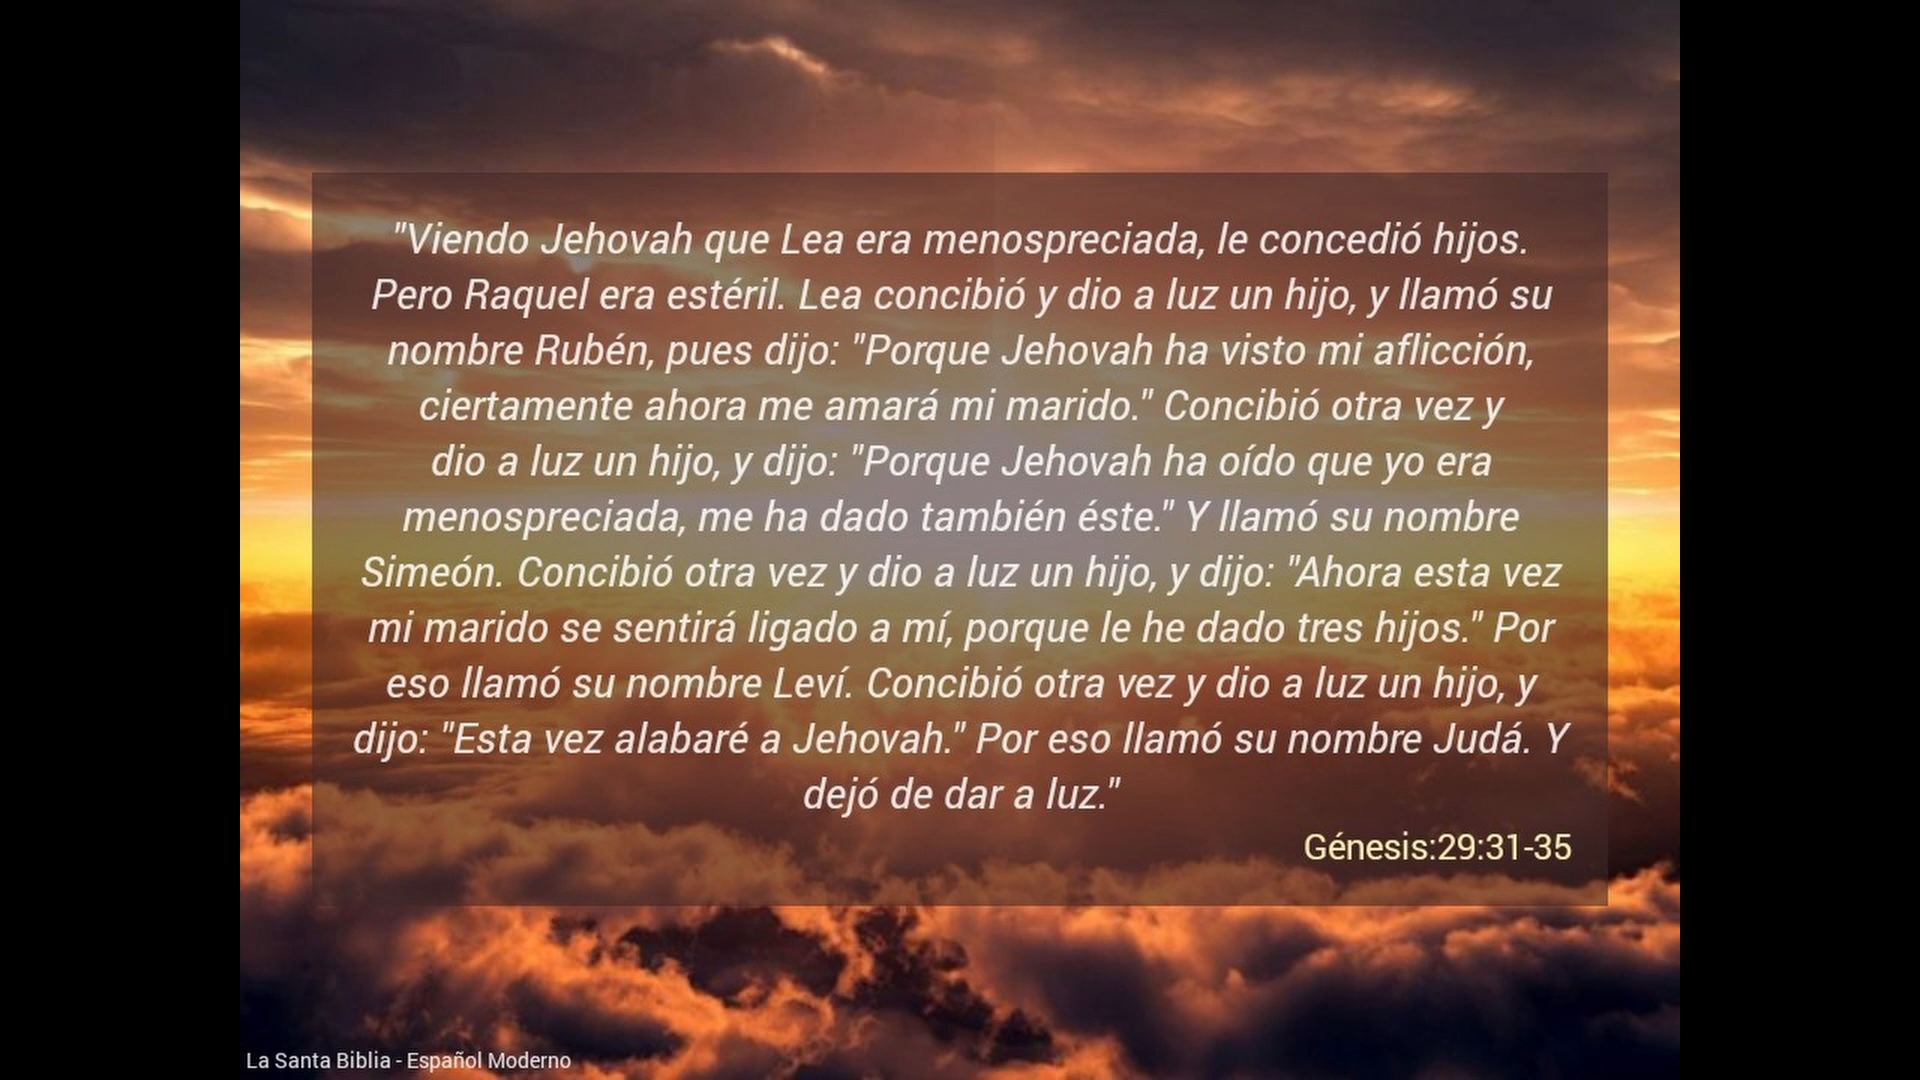 "Viendo Jehovah que Lea era menospreciada, le concedió hijos.
Pero Raquel era estéril. Lea concibió y dio a luz un hijo, y llamó su
nombre Rubén, pues dijo: "Porque Jehovah ha visto mi aflicción,
ciertamente ahora me amará mi marido." Concibió otra vez y
dio a luz un hijo, y dijo: "Porque Jehovah ha oído que yo era
menospreciada, me ha dado también éste." Y llamó su nombre
Simeón. Concibió otra vez y dio a luz un hijo, y dijo: "Ahora esta vez
mi marido se sentirá ligado a mí, porque le he dado tres hijos." Por
eso llamó su nombre Leví. Concibió otra vez y dio a luz un hijo, y
dijo: "Esta vez alabaré a Jehovah." Por eso llamó su nombre Judá. Y
dejó de dar a luz."
Génesis:29:31-35
La Santa Biblia - Español Moderno